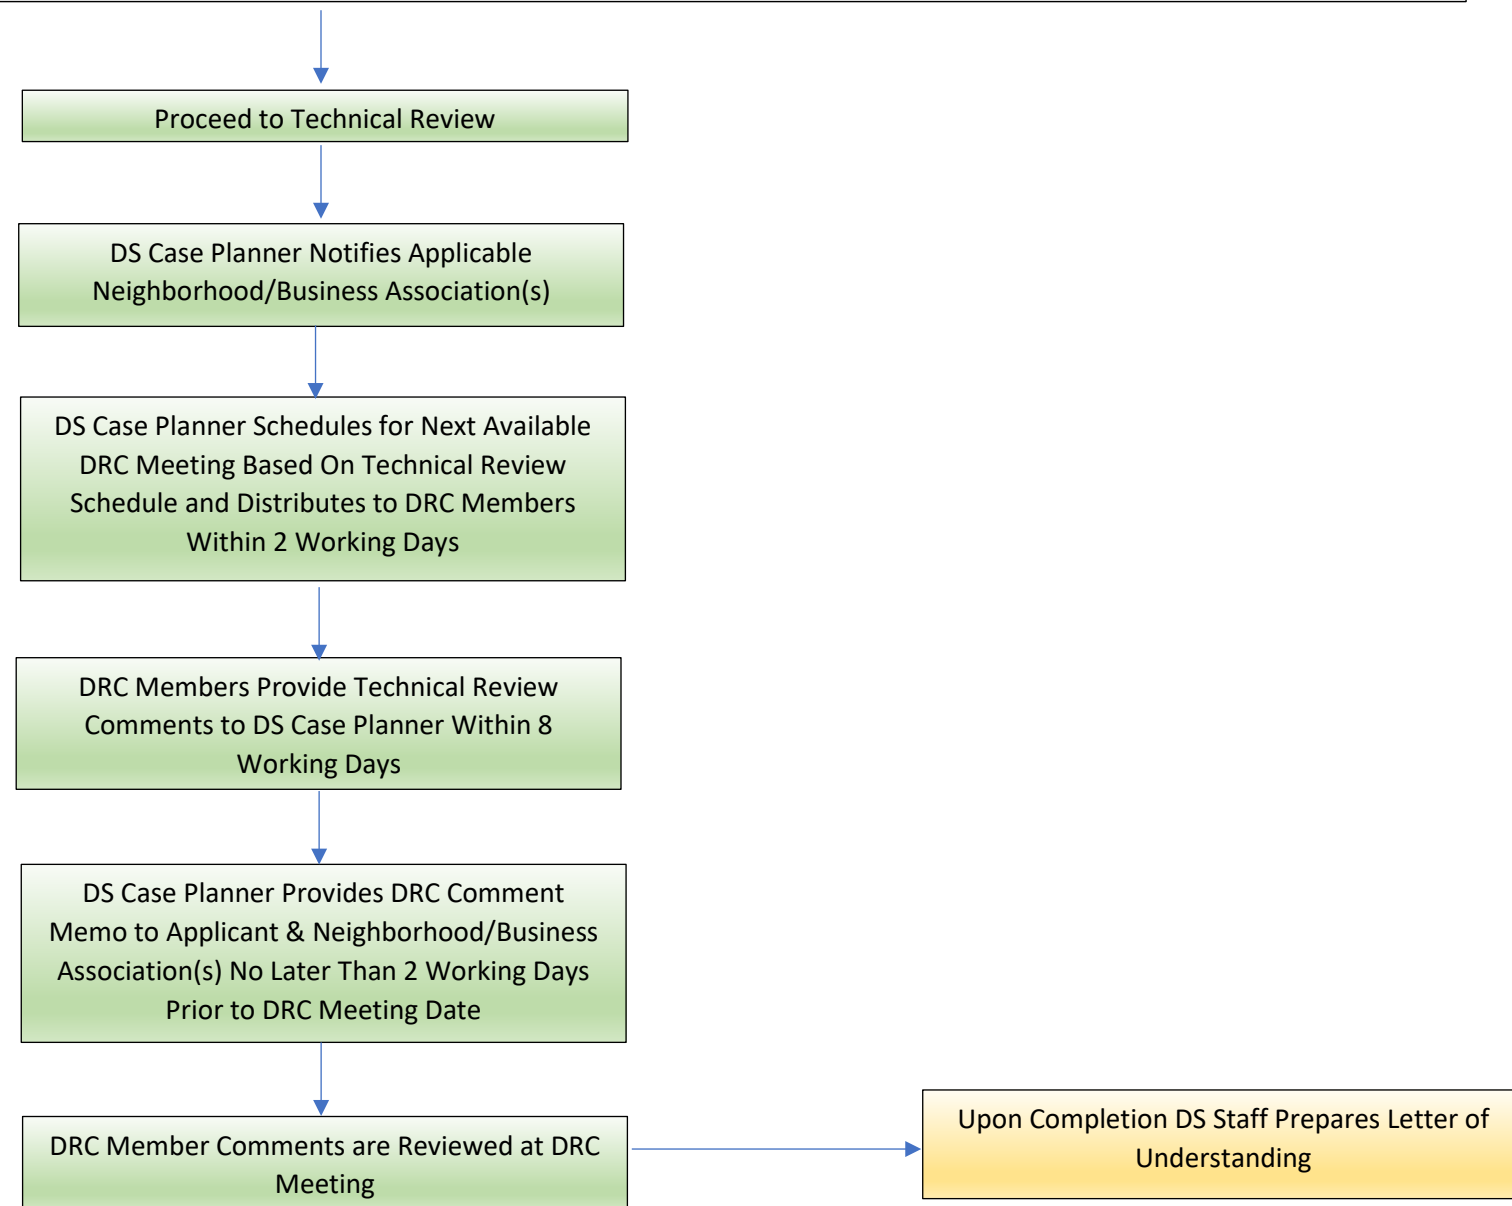 Proceed to Technical Review
DS Case Planner Notifies Applicable
Neighborhood/Business Association(s)
DS Case Planner Schedules for Next Available
DRC Meeting Based On Technical Review
Schedule and Distributes to DRC Members
Within 2 Working Days
DRC Members Provide Technical Review
Comments to DS Case Planner Within 8
Working Days
DS Case Planner Provides DRC Comment
Memo to Applicant & Neighborhood/Business
Association(s) No Later Than 2 Working Days
Prior to DRC Meeting Date
DRC Member Comments are Reviewed at DRC
Meeting
Upon Completion DS Staff Prepares Letter of
Understanding